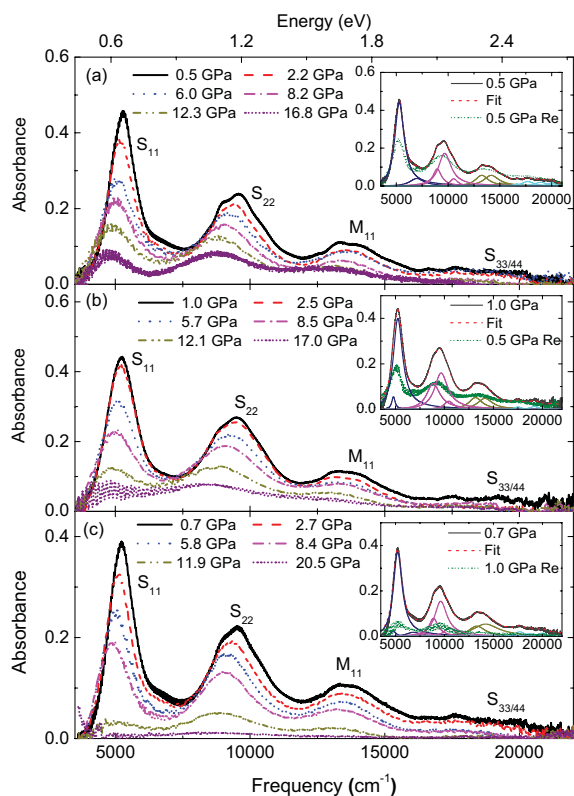 Energy (eV)
0.6 1.2 1.8 2.4
(a)
0.5 GPa 2.2 GPa
6.0 GPa 8.2 GPa
12.3 GPa 16.8 GPa
S11
S22
M11
S33/44
Absorbance
0.6
0.4
0.2
0.0
0.5 GPa
Fit
0.5 GPa Re
0.6
0.4
0.2
0.0
5000 10000 15000 20000
(b)
1.0 GPa 2.5 GPa
5.7 GPa 8.5 GPa
12.1 GPa 17.0 GPa
S11
S22
M11
S33/44
Absorbance
0.6
0.4
0.2
0.0
1.0 GPa
Fit
0.5 GPa Re
0.4
0.2
0.0
5000 10000 15000 20000
(c)
0.7 GPa 2.7 GPa
5.8 GPa 8.4 GPa
11.9 GPa 20.5 GPa
S11
S22
M11
S33/44
Absorbance
0.4
0.2
0.0
0.7 GPa
Fit
1.0 GPa Re
0.4
0.2
0.0
5000 10000 15000 20000
5000 10000 15000 20000
Frequency (cm-1)